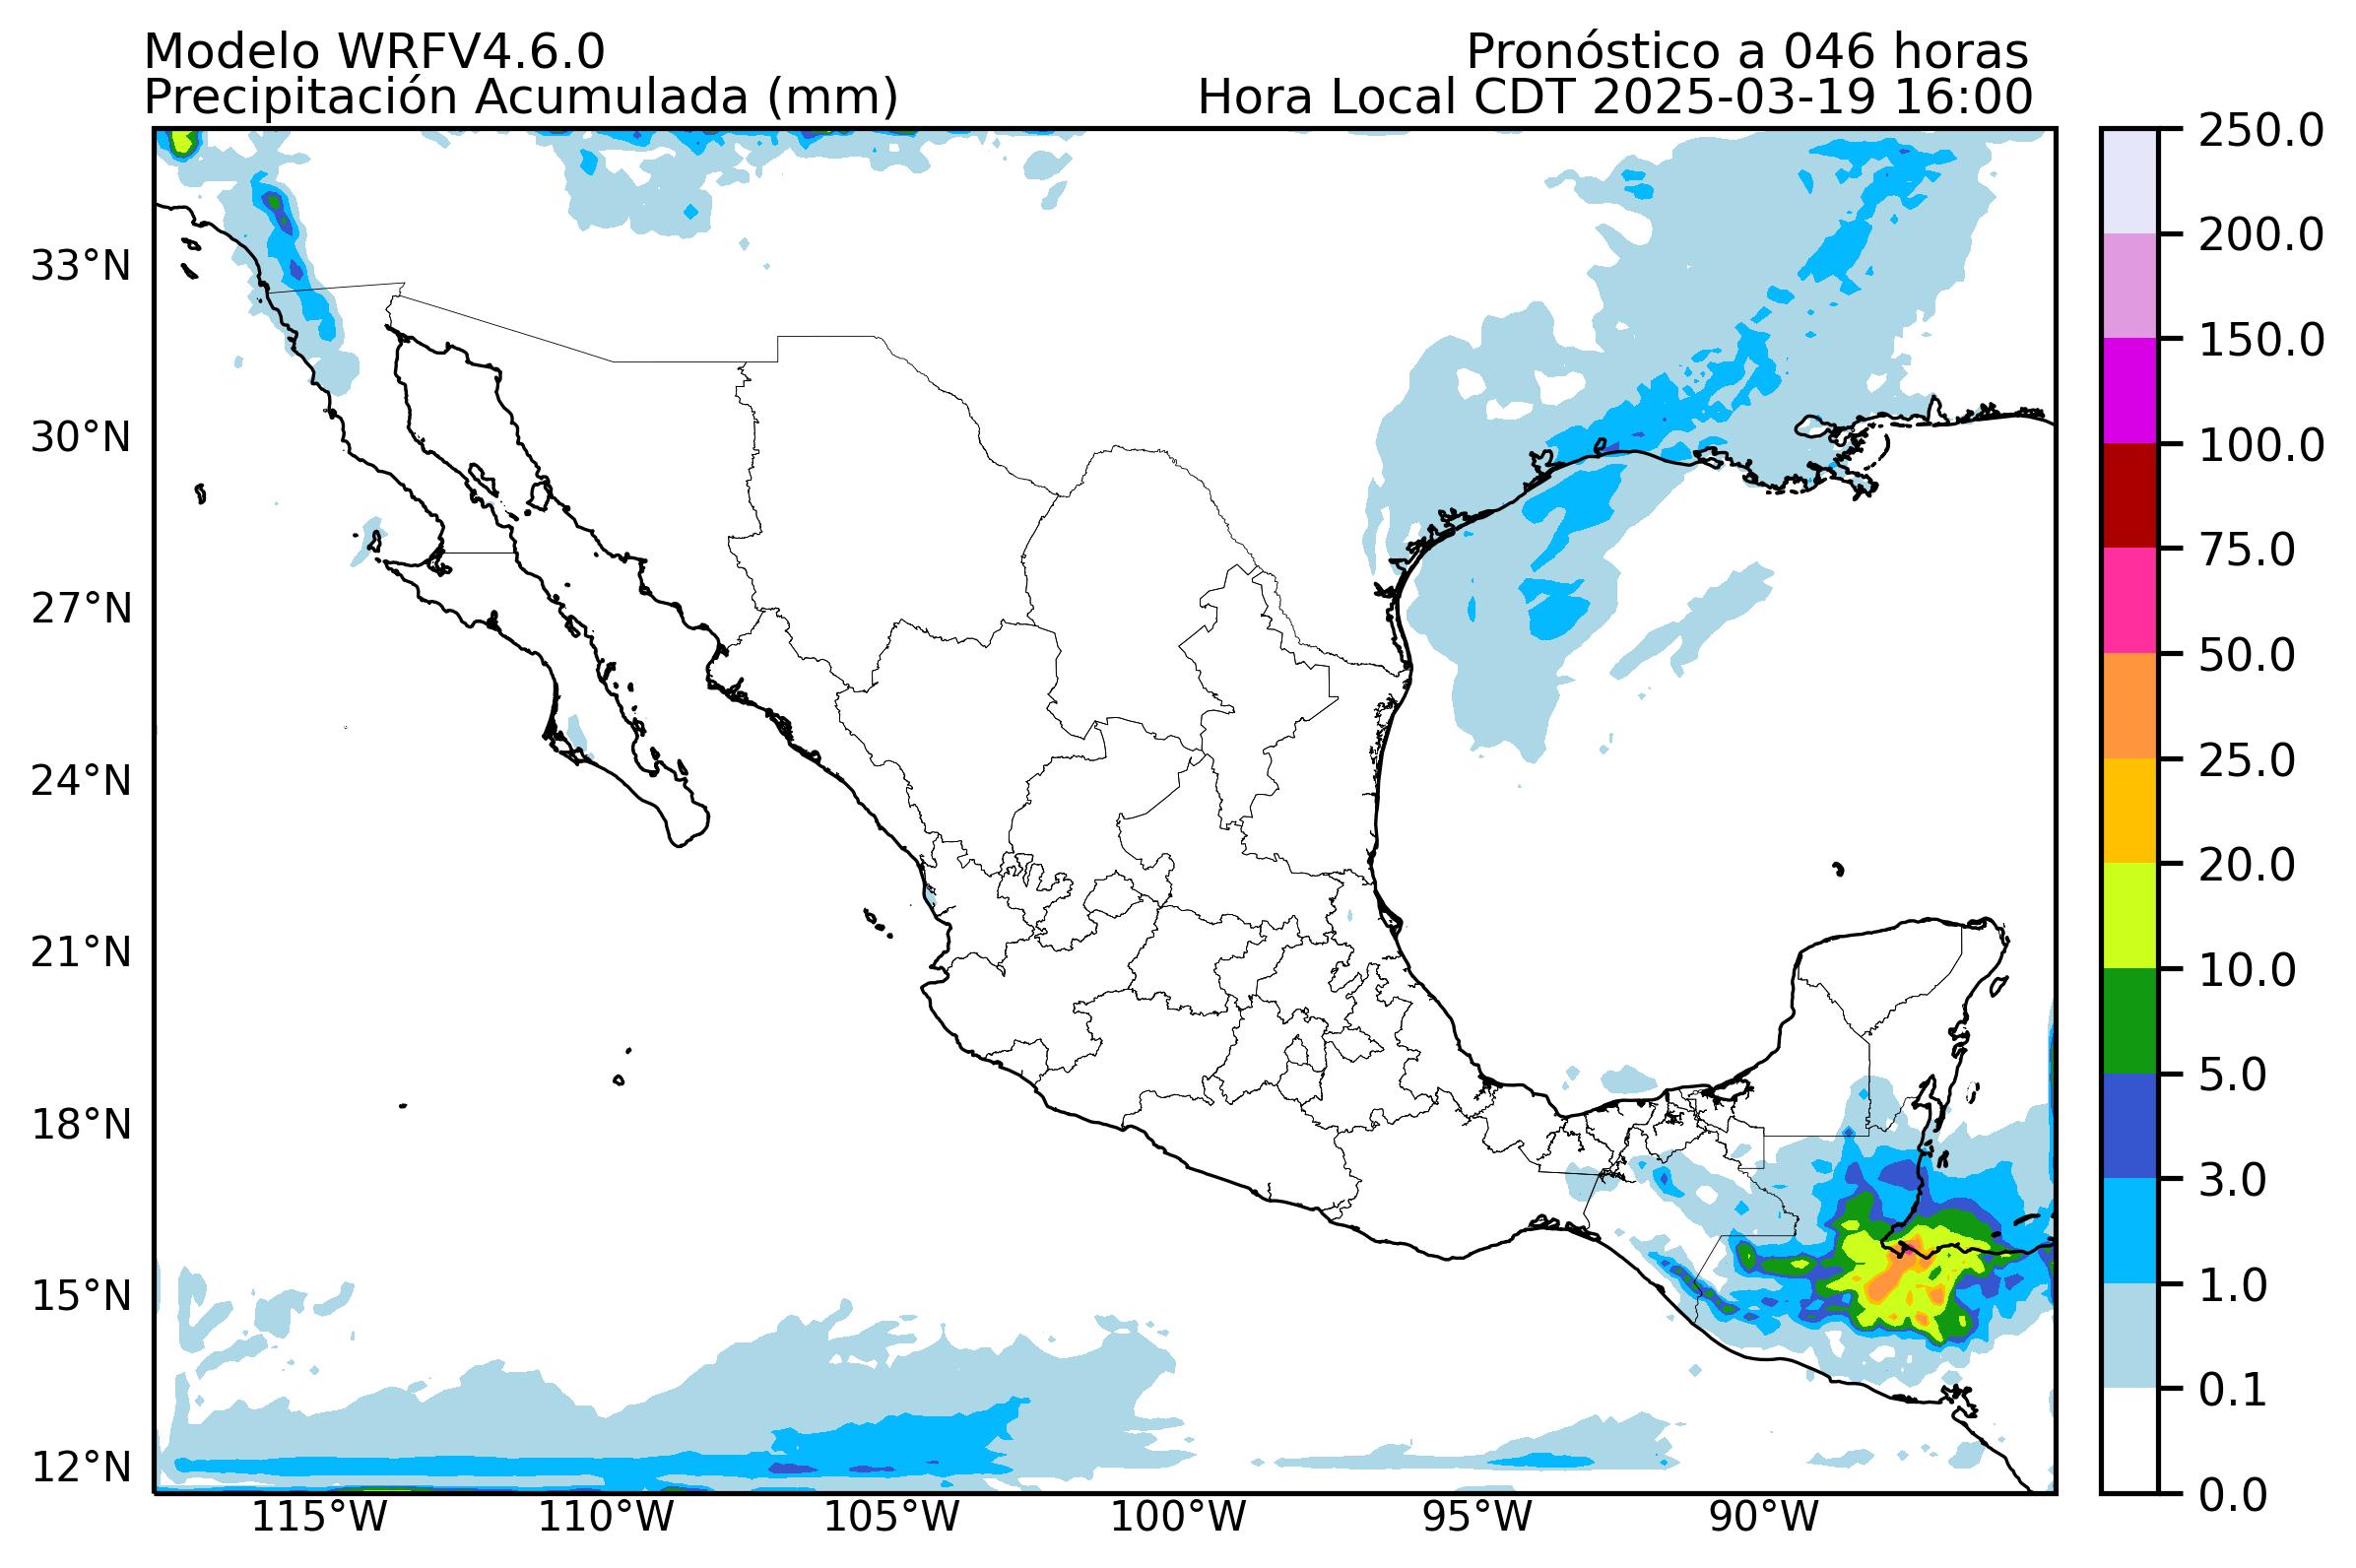 Modelo WRFV4.6.0
Pronóstico a 046 horas
Precipitación Acumulada (mm)
Hora Local CDT 2025-03-19 16:00
33°N
30°N
27°N
24°N
21°N
18°N
15°N
12°N
115°W
110°W
105°W
100°W
95°W
90°W
250.0
200.0
150.0
100.0
75.0
50.0
25.0
20.0
10.0
5.0
3.0
1.0
0.1
0.0